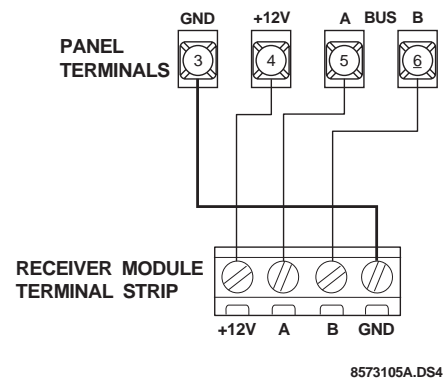 GND +12V A BUS B
PANEL
TERMINALS
3 4 5 6
RECEIVER MODULE
TERMINAL STRIP
+12V A B GND
8573105A.DS4